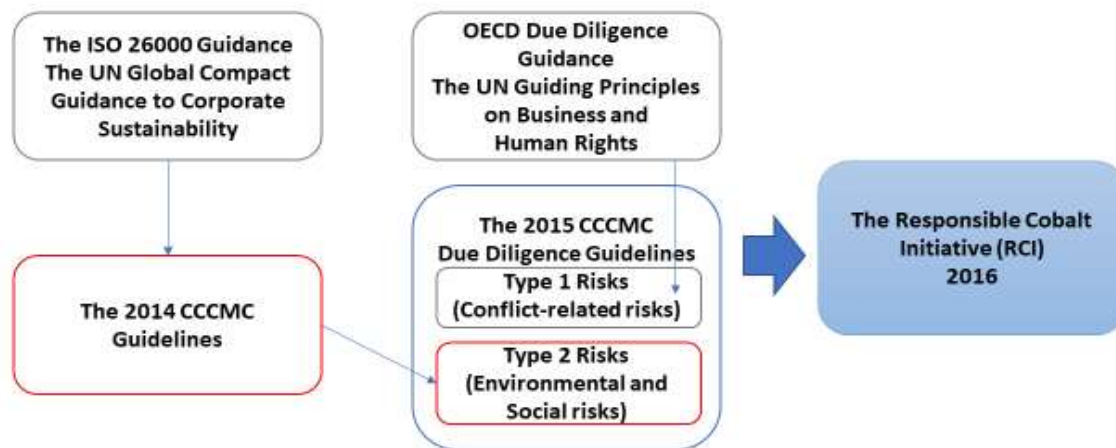 The ISO 26000 Guidance
The UN Global Compact
Guidance to Corporate
Sustainability
OECD Due Diligence
Guidance
The UN Guiding Principles
on Business and
Human Rights
The 2014 CCCMC
Guidelines
The 2015 CCCMC
Due Diligence Guidelines
Type 1 Risks
(Conflict-related risks)
Type 2 Risks
(Environmental and
Social risks)
The Responsible Cobalt
Initiative (RCI)
2016